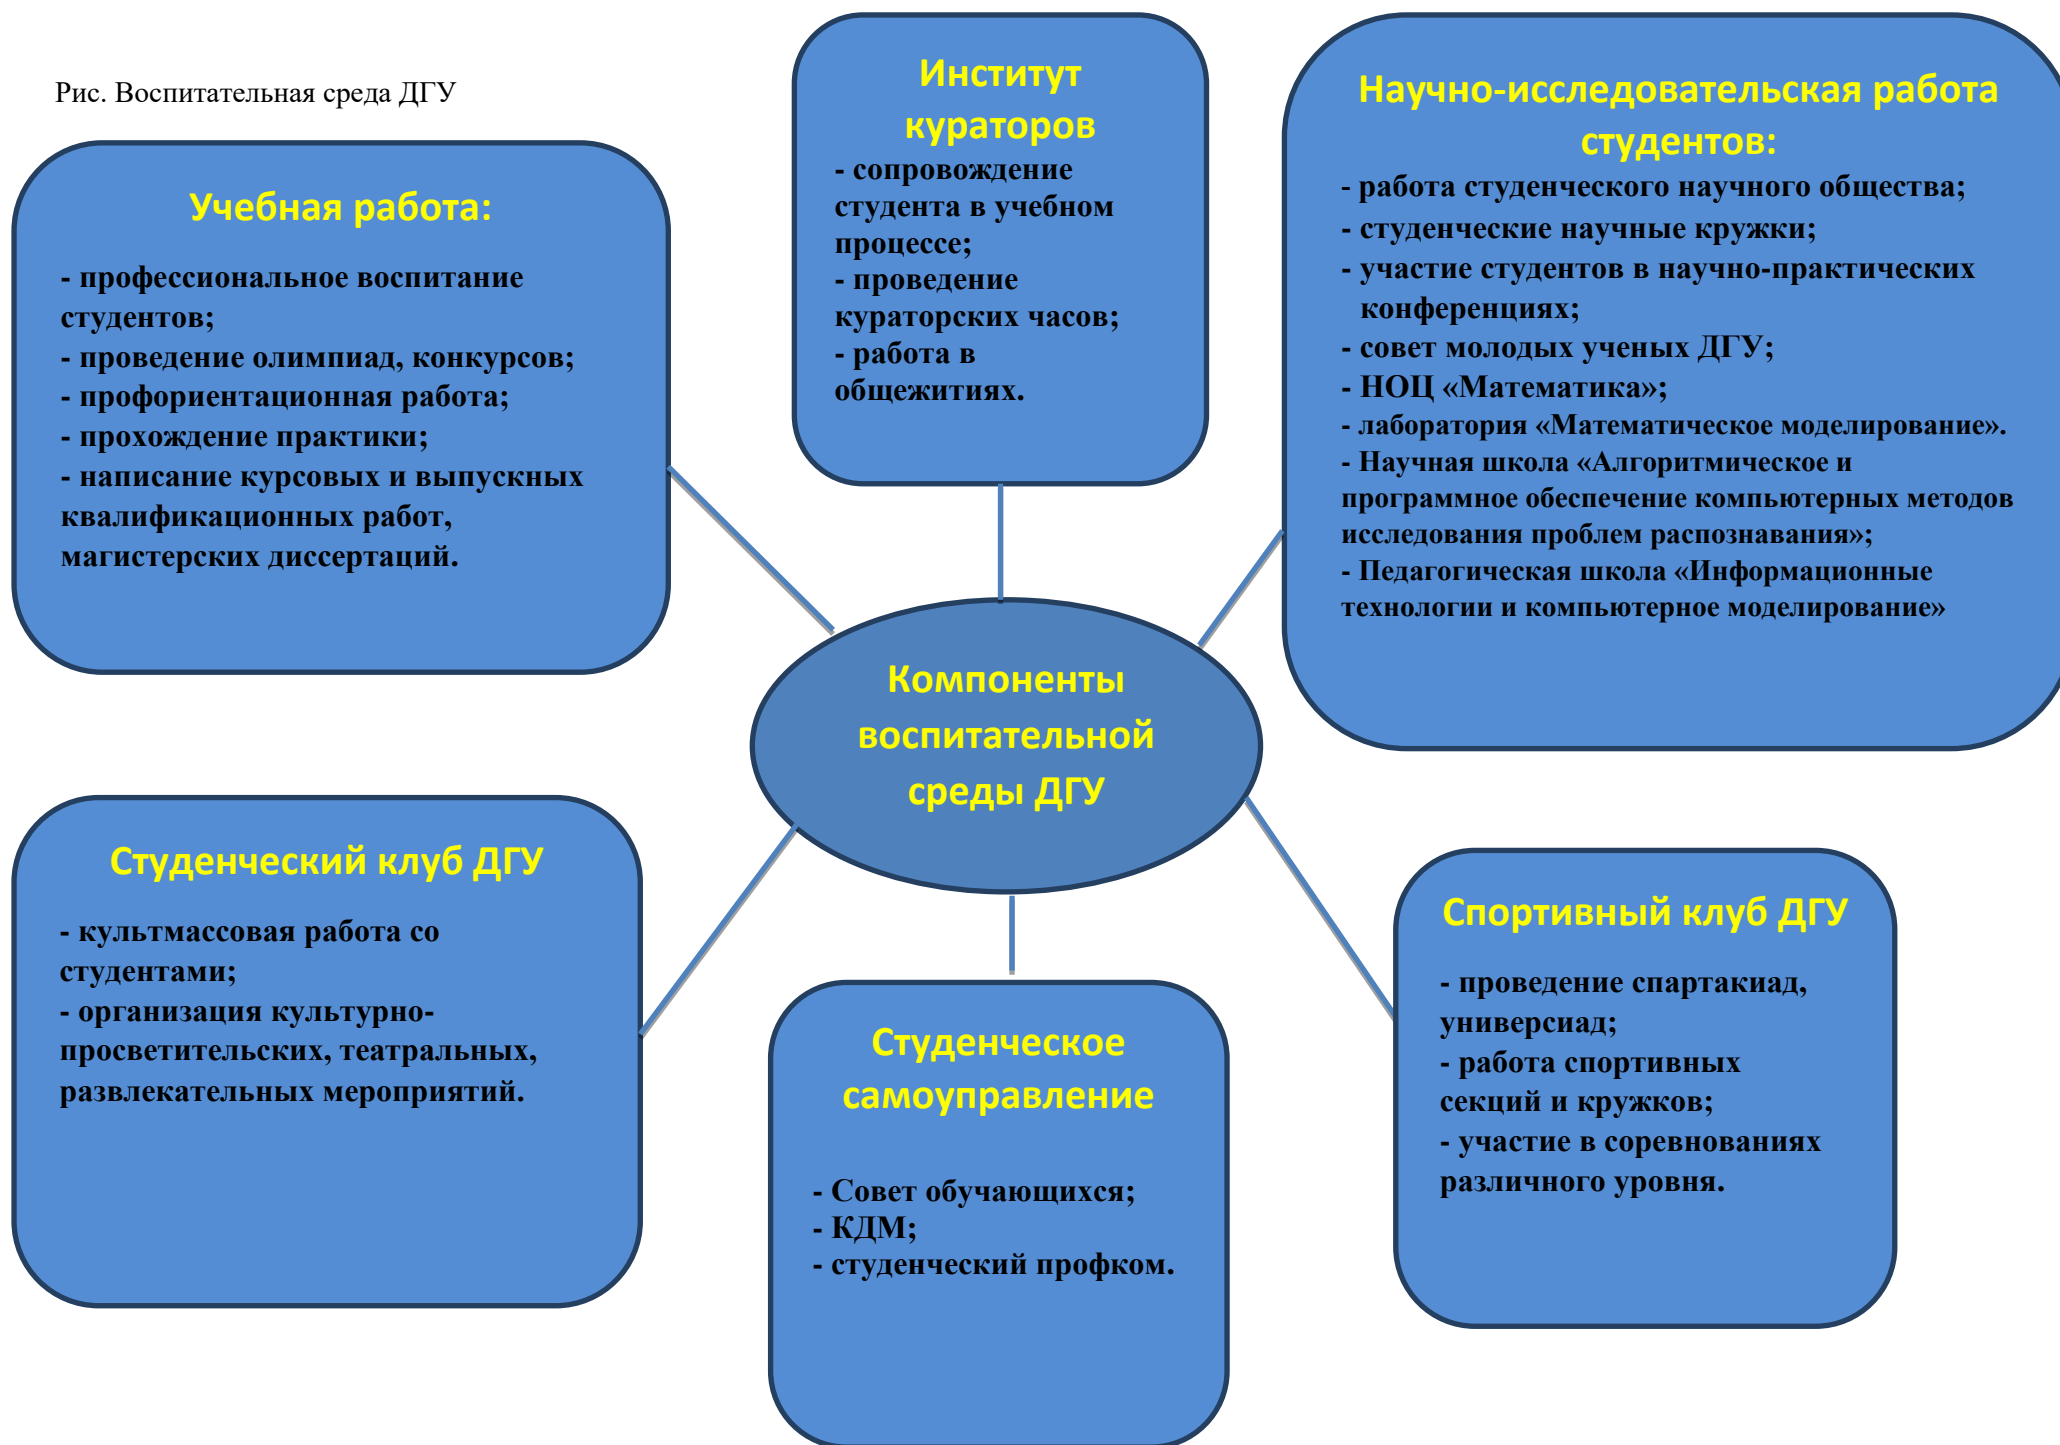 Рис. Воспитательная среда ДГУ
Учебная работа:
- профессиональное воспитание
студентов;
- проведение олимпиад, конкурсов;
- профориентационная работа;
- прохождение практики;
- написание курсовых и выпускных
квалификационных работ,
магистерских диссертаций.
Институт
кураторов
- сопровождение
студента в учебном
процессе;
- проведение
кураторских часов;
- работа в
общежитиях.
Научно-исследовательская работа
студентов:
- работа студенческого научного общества;
- студенческие научные кружки;
- участие студентов в научно-практических
конференциях;
- совет молодых ученых ДГУ;
- НОЦ «Математика»;
- лаборатория «Математическое моделирование».
- Научная школа «Алгоритмическое и
программное обеспечение компьютерных методов
исследования проблем распознавания»;
- Педагогическая школа «Информационные
технологии и компьютерное моделирование»
Компоненты
воспитательной
среды ДГУ
Студенческий клуб ДГУ
- культмассовая работа со
студентами;
- организация культурно-
просветительских, театральных,
развлекательных мероприятий.
Студенческое
самоуправление
- Совет обучающихся;
- КДМ;
- студенческий профком.
Спортивный клуб ДГУ
- проведение спартакиад,
универсиад;
- работа спортивных
секций и кружков;
- участие в соревнованиях
различного уровня.